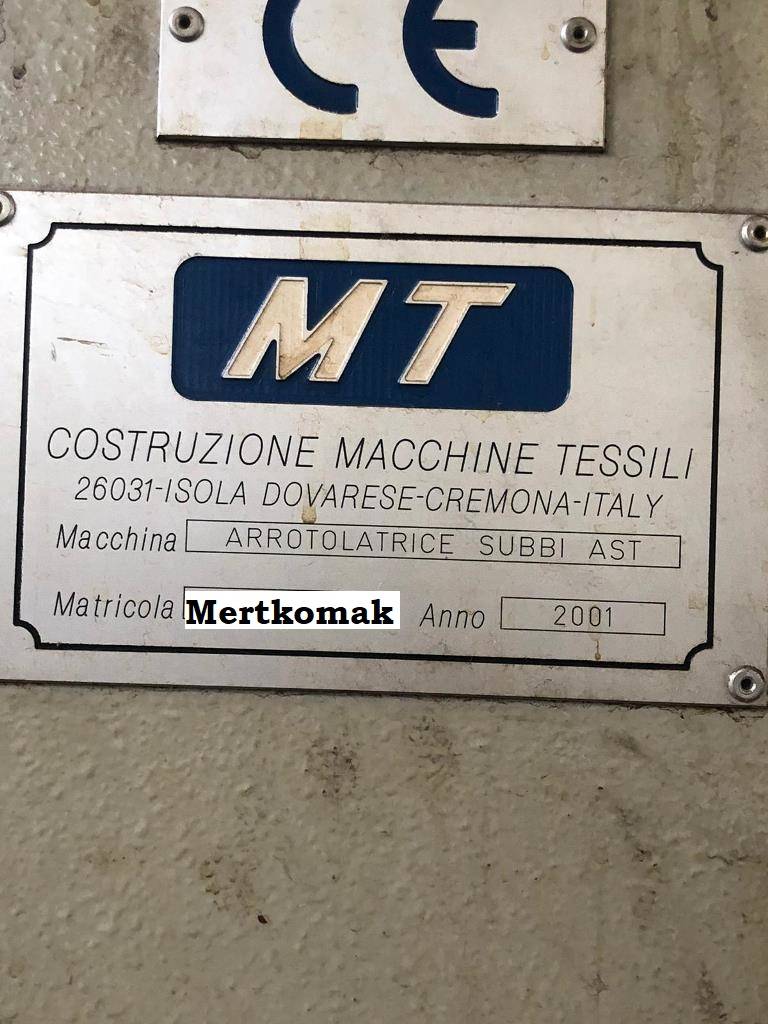 CE
MT
COSTRUZIONE MACCHINE TESSILI
26031-ISOLA DOVARESE-CREMONA-ITALY
Macchina ARROTOLATRICE SUBBI AST
Matricola Mertkomak Anno 2001